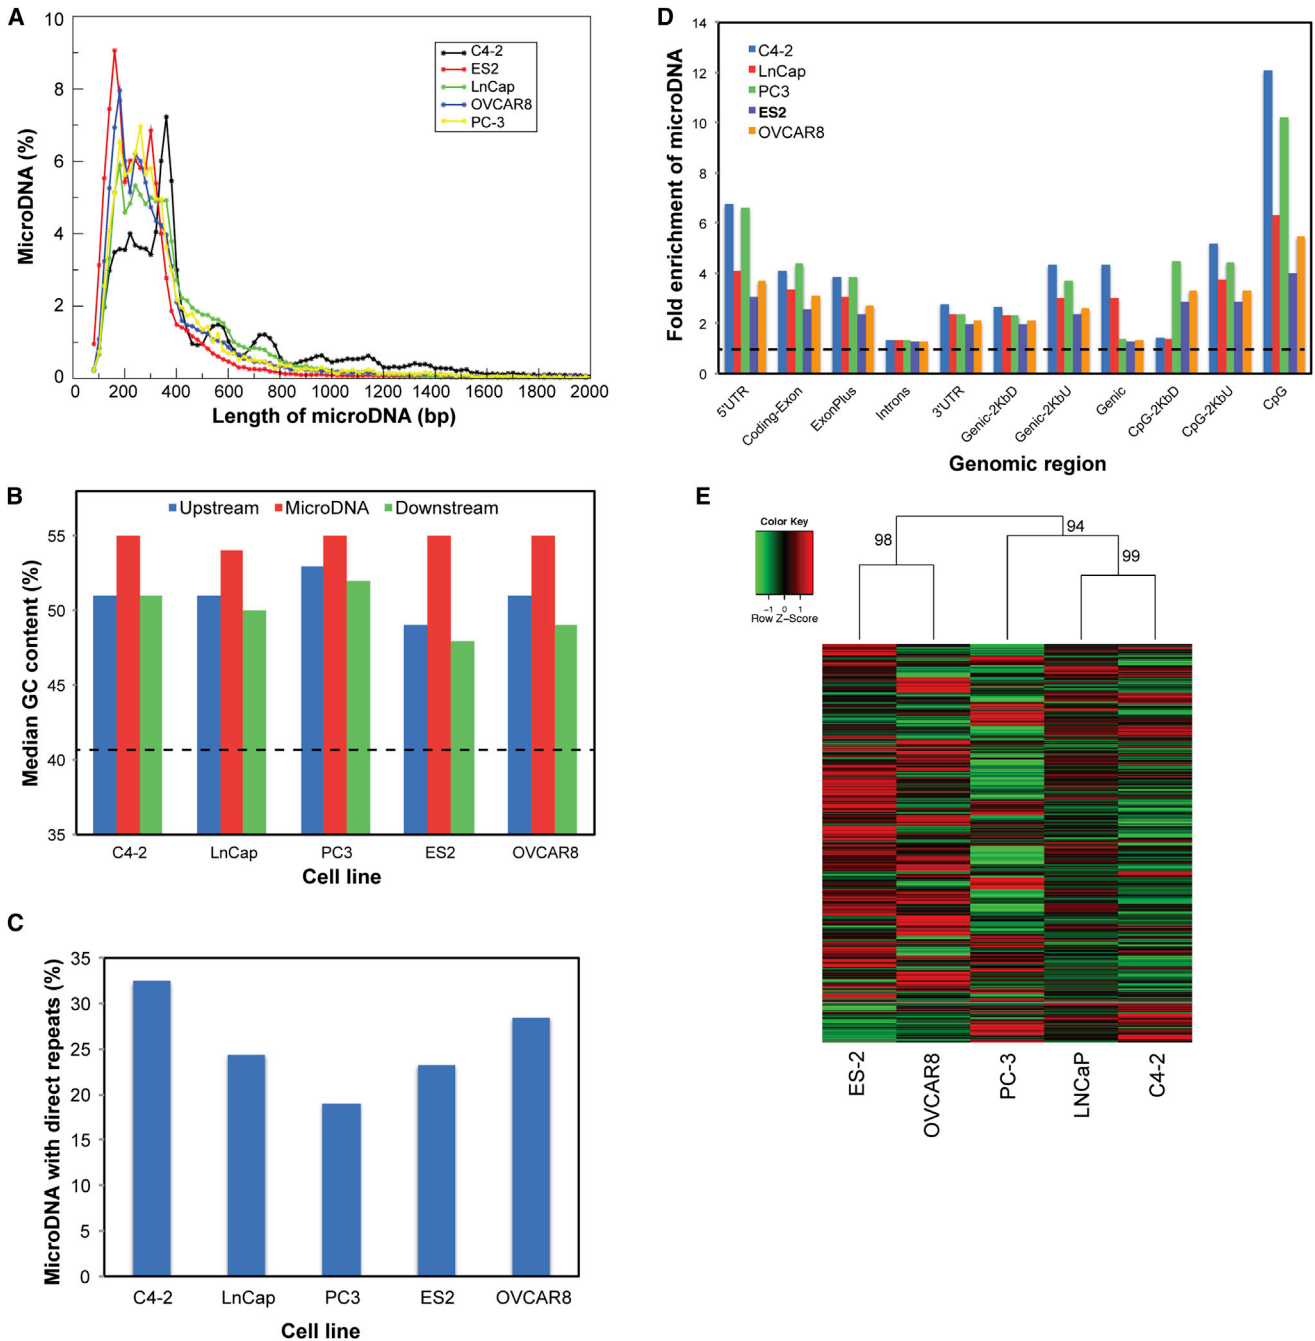 A
MicroDNA (%)
10
8
6
4
2
0
C4-2
ES2
LnCap
OVCAR8
PC-3
0 200 400 600 800 1000 1200 1400 1600 1800 2000
Length of microDNA (bp)
B
Median GC content (%)
55
50
45
40
35
Upstream MicroDNA Downstream
C4-2 LnCap PC3 ES2 OVCAR8
Cell line
C
MicroDNA with direct repeats (%)
35
30
25
20
15
10
5
0
C4-2 LnCap PC3 ES2 OVCAR8
Cell line
D
Fold enrichment of microDNA
14
12
10
8
6
4
2
0
C4-2
LnCap
PC3
ES2
OVCAR8
5'UTR
Coding-Exon
ExonPlus
Introns
3'UTR
Genic-2KbD
Genic-2KbU
Genic
CpG-2KbD
CpG-2KbU
CpG
Genomic region
E
Color Key
-1 0 1
Row Z-Score
98
94
99
ES-2
OVCAR8
PC-3
LNCaP
C4-2